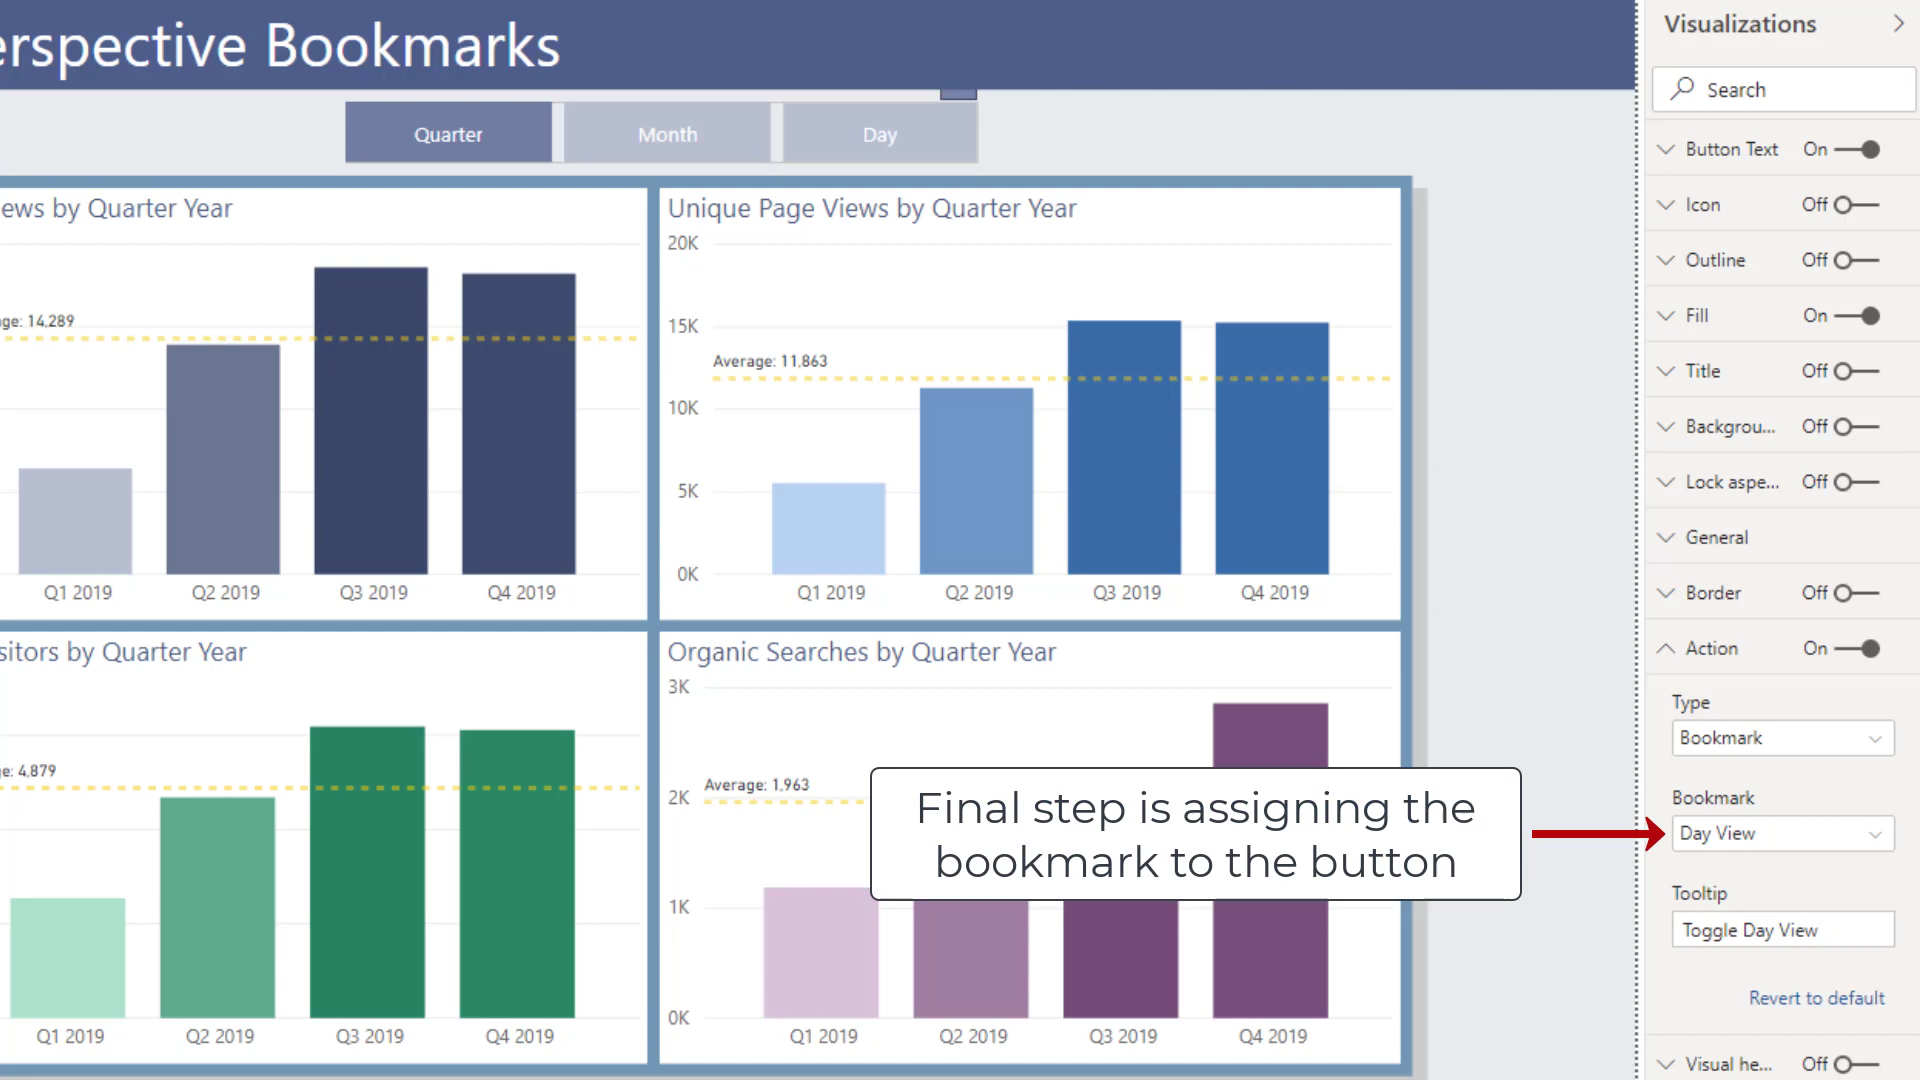 erspective Bookmarks
Quarter
Month
Day
ews by Quarter Year
ge: 14,289
Q1 2019
Q2 2019
Q3 2019
Q4 2019
Unique Page Views by Quarter Year
20K
15K
Average: 11,863
10K
5K
0K
Q1 2019
Q2 2019
Q3 2019
Q4 2019
sitors by Quarter Year
e: 4,879
Q1 2019
Q2 2019
Q3 2019
Q4 2019
Organic Searches by Quarter Year
3K
Average: 1,963
2K
1K
0K
Q1 2019
Q2 2019
Q3 2019
Q4 2019
Final step is assigning the
bookmark to the button
Visualizations
Search
Button Text On
Icon Off
Outline Off
Fill On
Title Off
Backgrou... Off
Lock aspe... Off
General
Border Off
Action On
Type
Bookmark
Bookmark
Day View
Tooltip
Toggle Day View
Revert to default
Visual he... Off